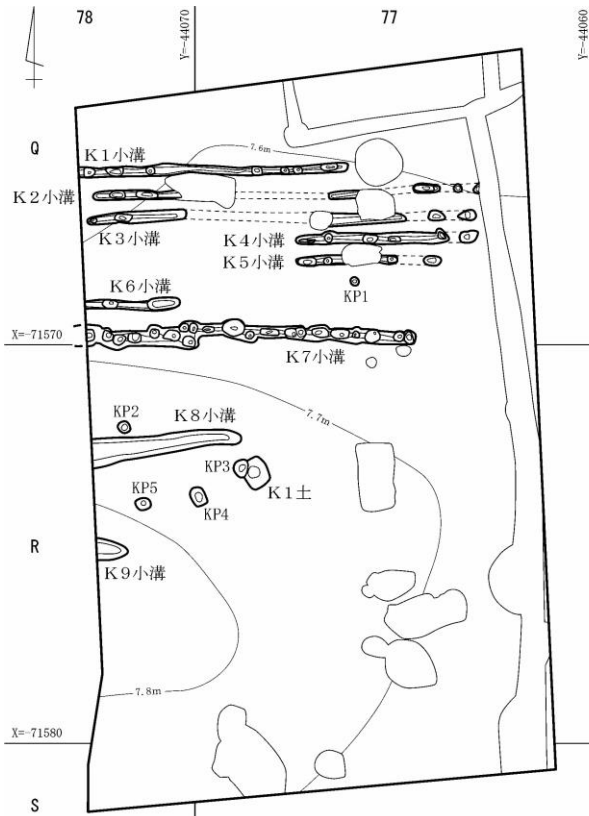 78
77
Y=-44070
Y=-44060
Q
7.6m
K1小溝
K2小溝
K3小溝
K4小溝
K5小溝
KP1
K6小溝
X=-71570
K7小溝
7.7m
KP2
K8小溝
KP3
K1土
KP5
KP4
R
K9小溝
7.8m
X=-71580
S